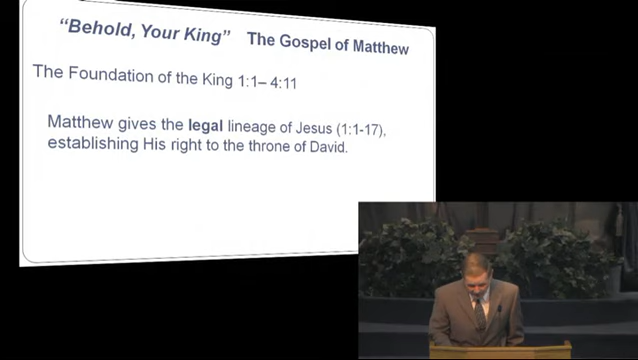 “Behold, Your King” The Gospel of Matthew
The Foundation of the King 1:1– 4:11
Matthew gives the legal lineage of Jesus (1:1-17),
establishing His right to the throne of David.